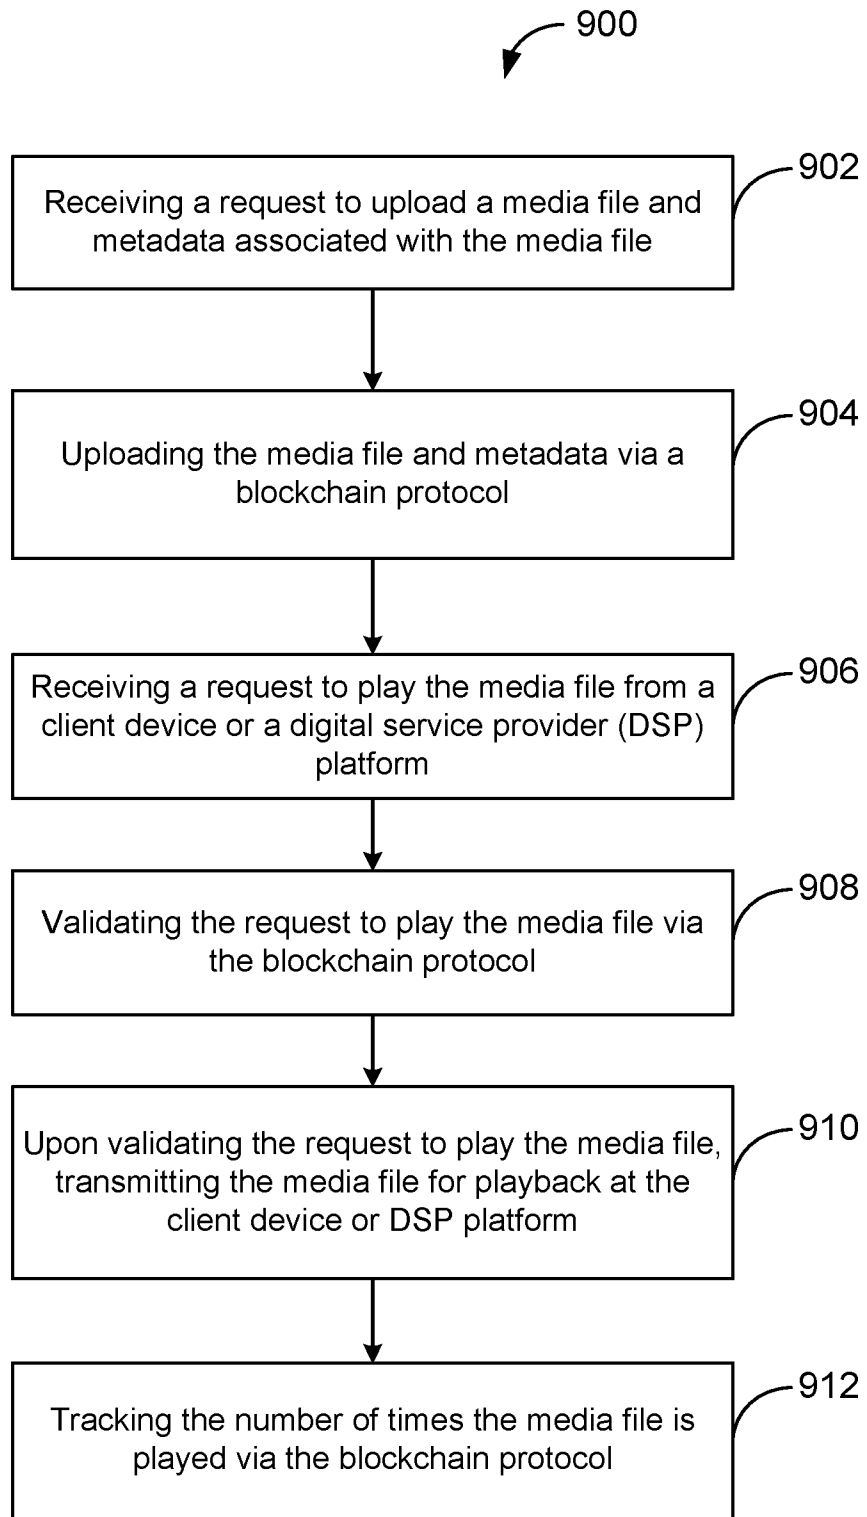 900
902
Receiving a request to upload a media file and
metadata associated with the media file
904
Uploading the media file and metadata via a
blockchain protocol
906
Receiving a request to play the media file from a
client device or a digital service provider (DSP)
platform
908
Validating the request to play the media file via
the blockchain protocol
910
Upon validating the request to play the media file,
transmitting the media file for playback at the
client device or DSP platform
912
Tracking the number of times the media file is
played via the blockchain protocol